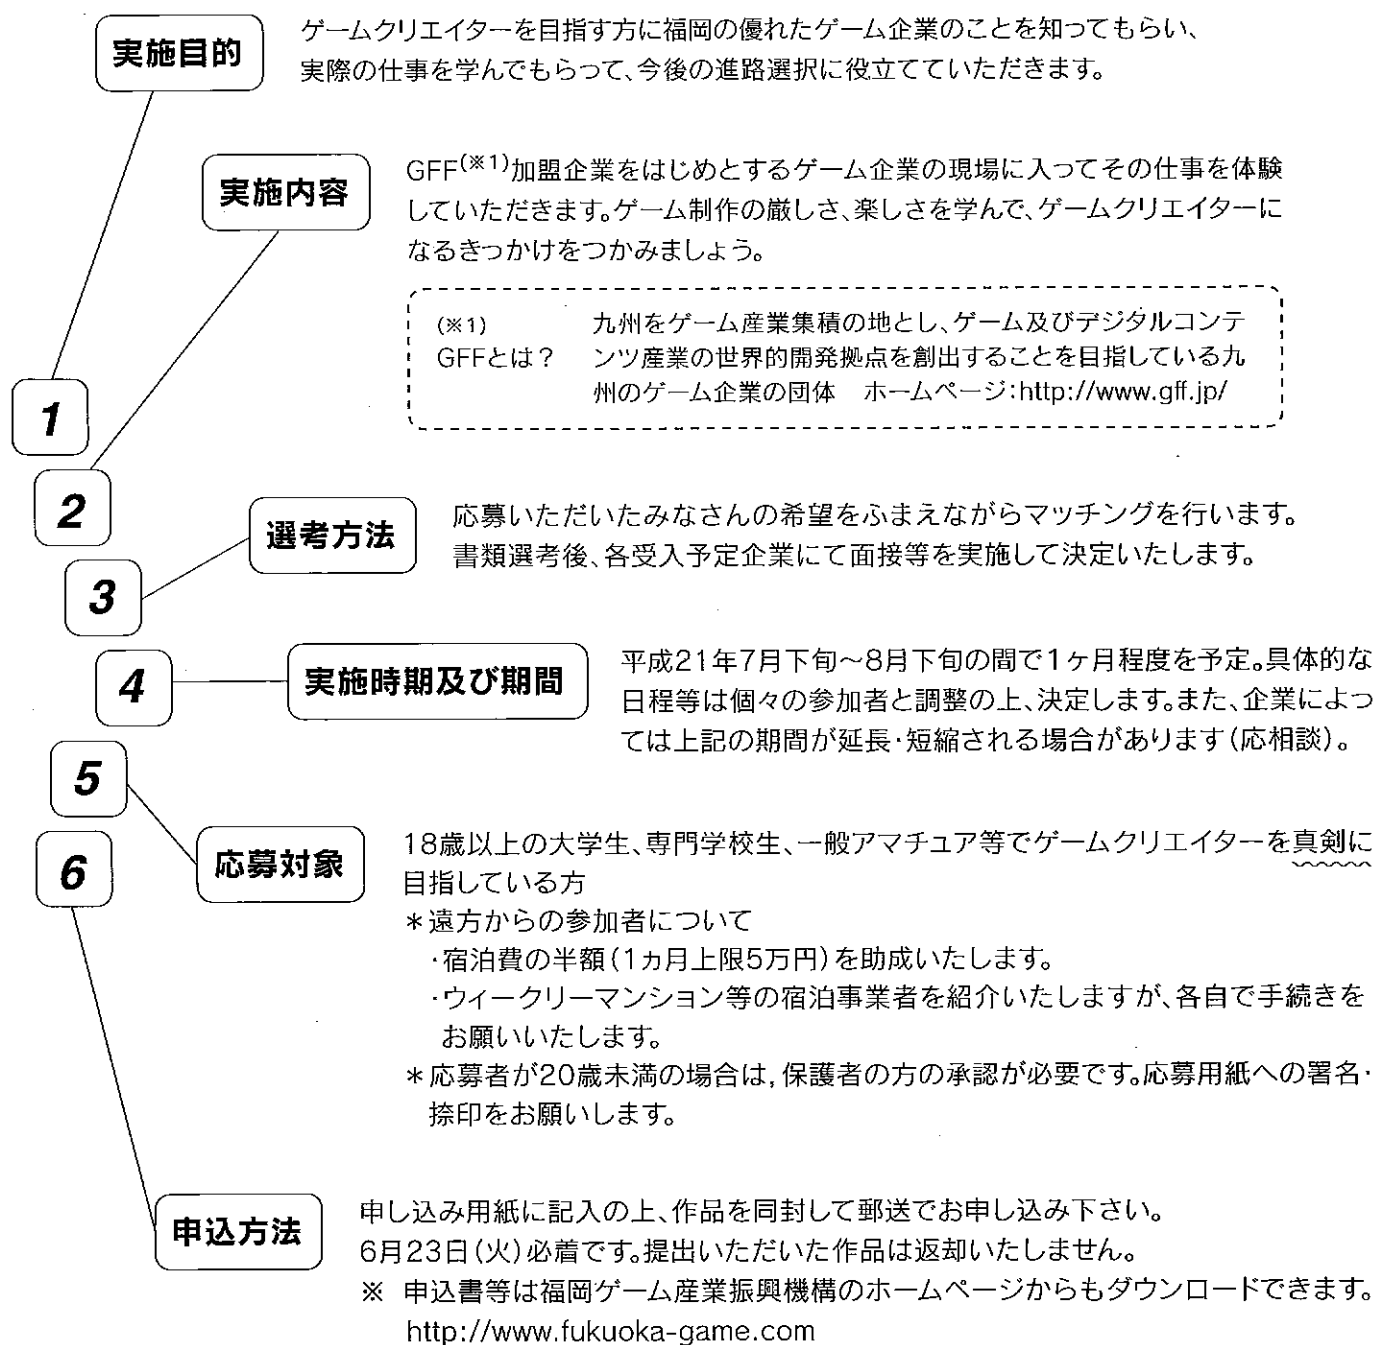 実施目的
ゲームクリエイターを目指す方に福岡の優れたゲーム企業のことを知ってもらい、
実際の仕事を学んでもらって、今後の進路選択に役立てていただきます。
実施内容
GFF(※1)加盟企業をはじめとするゲーム企業の現場に入ってその仕事を体験
していただきます。ゲーム制作の厳しさ、楽しさを学んで、ゲームクリエイターに
なるきっかけをつかみましょう。
(※1)
GFFとは?
九州をゲーム産業集積の地とし、ゲーム及びデジタルコンテ
ンツ産業の世界的開発拠点を創出することを目指している九
州のゲーム企業の団体 ホームページ:http://www.gff.jp/
1
2
3
選考方法
応募いただいたみなさんの希望をふまえながらマッチングを行います。
書類選考後、各受入予定企業にて面接等を実施して決定いたします。
4
実施時期及び期間
平成21年7月下旬～8月下旬の間で1ヶ月程度を予定。具体的な
日程等は個々の参加者と調整の上、決定します。また、企業によっ
ては上記の期間が延長・短縮される場合があります(応相談)。
5
6
応募対象
18歳以上の大学生、専門学校生、一般アマチュア等でゲームクリエイターを真剣に
目指している方
*遠方からの参加者について
・宿泊費の半額(1ヵ月上限5万円)を助成いたします。
・ウィークリーマンション等の宿泊事業者を紹介いたしますが、各自で手続きを
お願いいたします。
*応募者が20歳未満の場合は,保護者の方の承認が必要です。応募用紙への署名・
捺印をお願いします。
申込方法
申し込み用紙に記入の上、作品を同封して郵送でお申し込み下さい。
6月23日(火)必着です。提出いただいた作品は返却いたしません。
※ 申込書等は福岡ゲーム産業振興機構のホームページからもダウンロードできます。
http://www.fukuoka-game.com